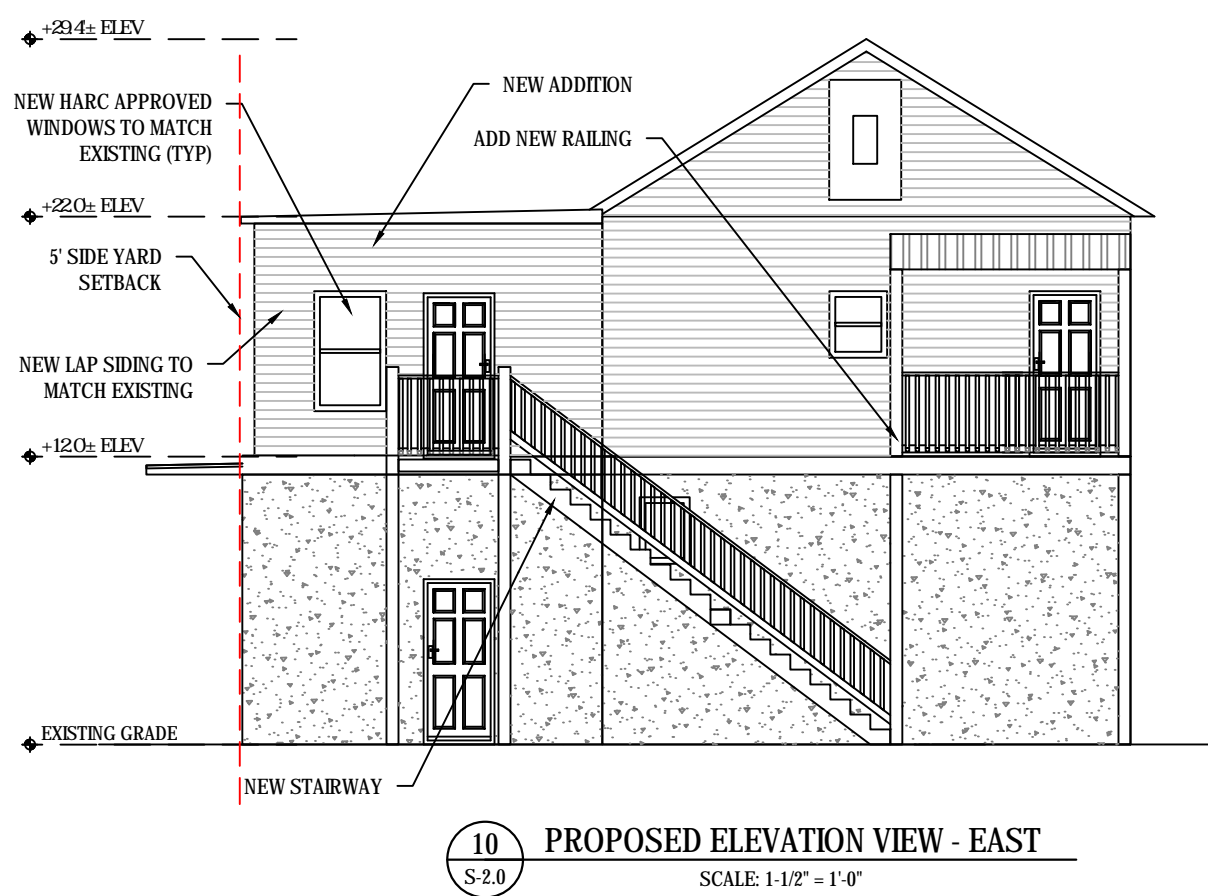 +29.4± ELEV
NEW HARC APPROVED
WINDOWS TO MATCH
EXISTING (TYP)
NEW ADDITION
ADD NEW RAILING
+22.0± ELEV
5' SIDE YARD
SETBACK
NEW LAP SIDING TO
MATCH EXISTING
+12.0± ELEV
EXISTING GRADE
NEW STAIRWAY
10
S-2.0
PROPOSED ELEVATION VIEW - EAST
SCALE: 1-1/2" = 1'-0"